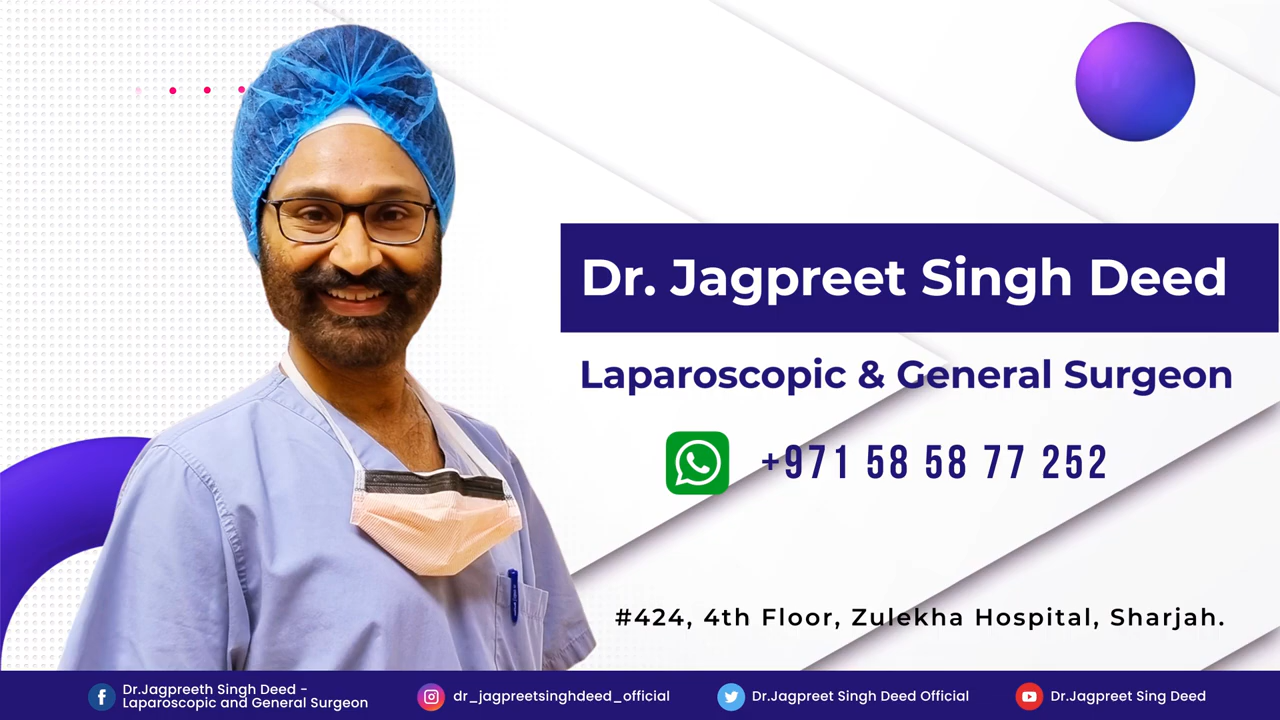 Dr. Jagpreet Singh Deed
Laparoscopic & General Surgeon
+971 58 58 77 252
#424, 4th Floor, Zulekha Hospital, Sharjah.
Dr.Jagpreeth Singh Deed -
Laparoscopic and General Surgeon
dr_jagpreetsinghdeed_official
Dr.Jagpreet Singh Deed Official
Dr.Jagpreet Sing Deed